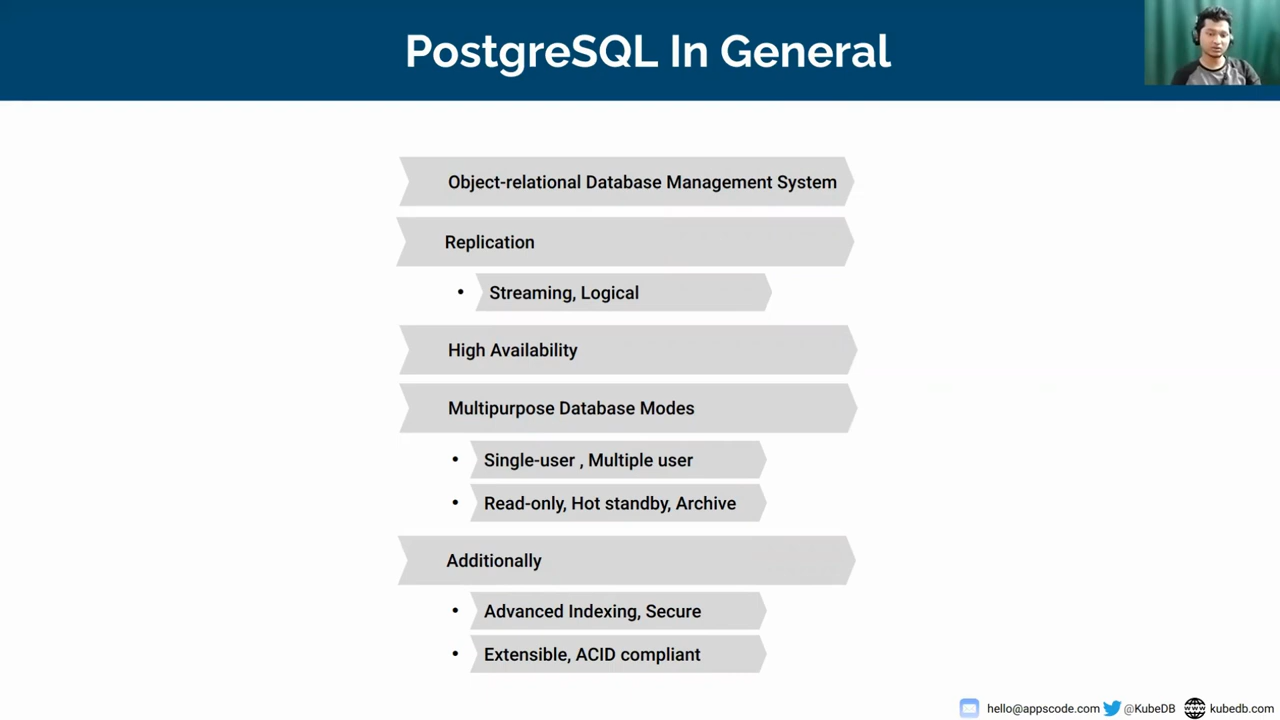 PostgreSQL In General
Object-relational Database Management System
Replication
• Streaming, Logical
High Availability
Multipurpose Database Modes
• Single-user , Multiple user
• Read-only, Hot standby, Archive
Additionally
• Advanced Indexing, Secure
• Extensible, ACID compliant
hello@appscode.com @KubeDB kubedb.com